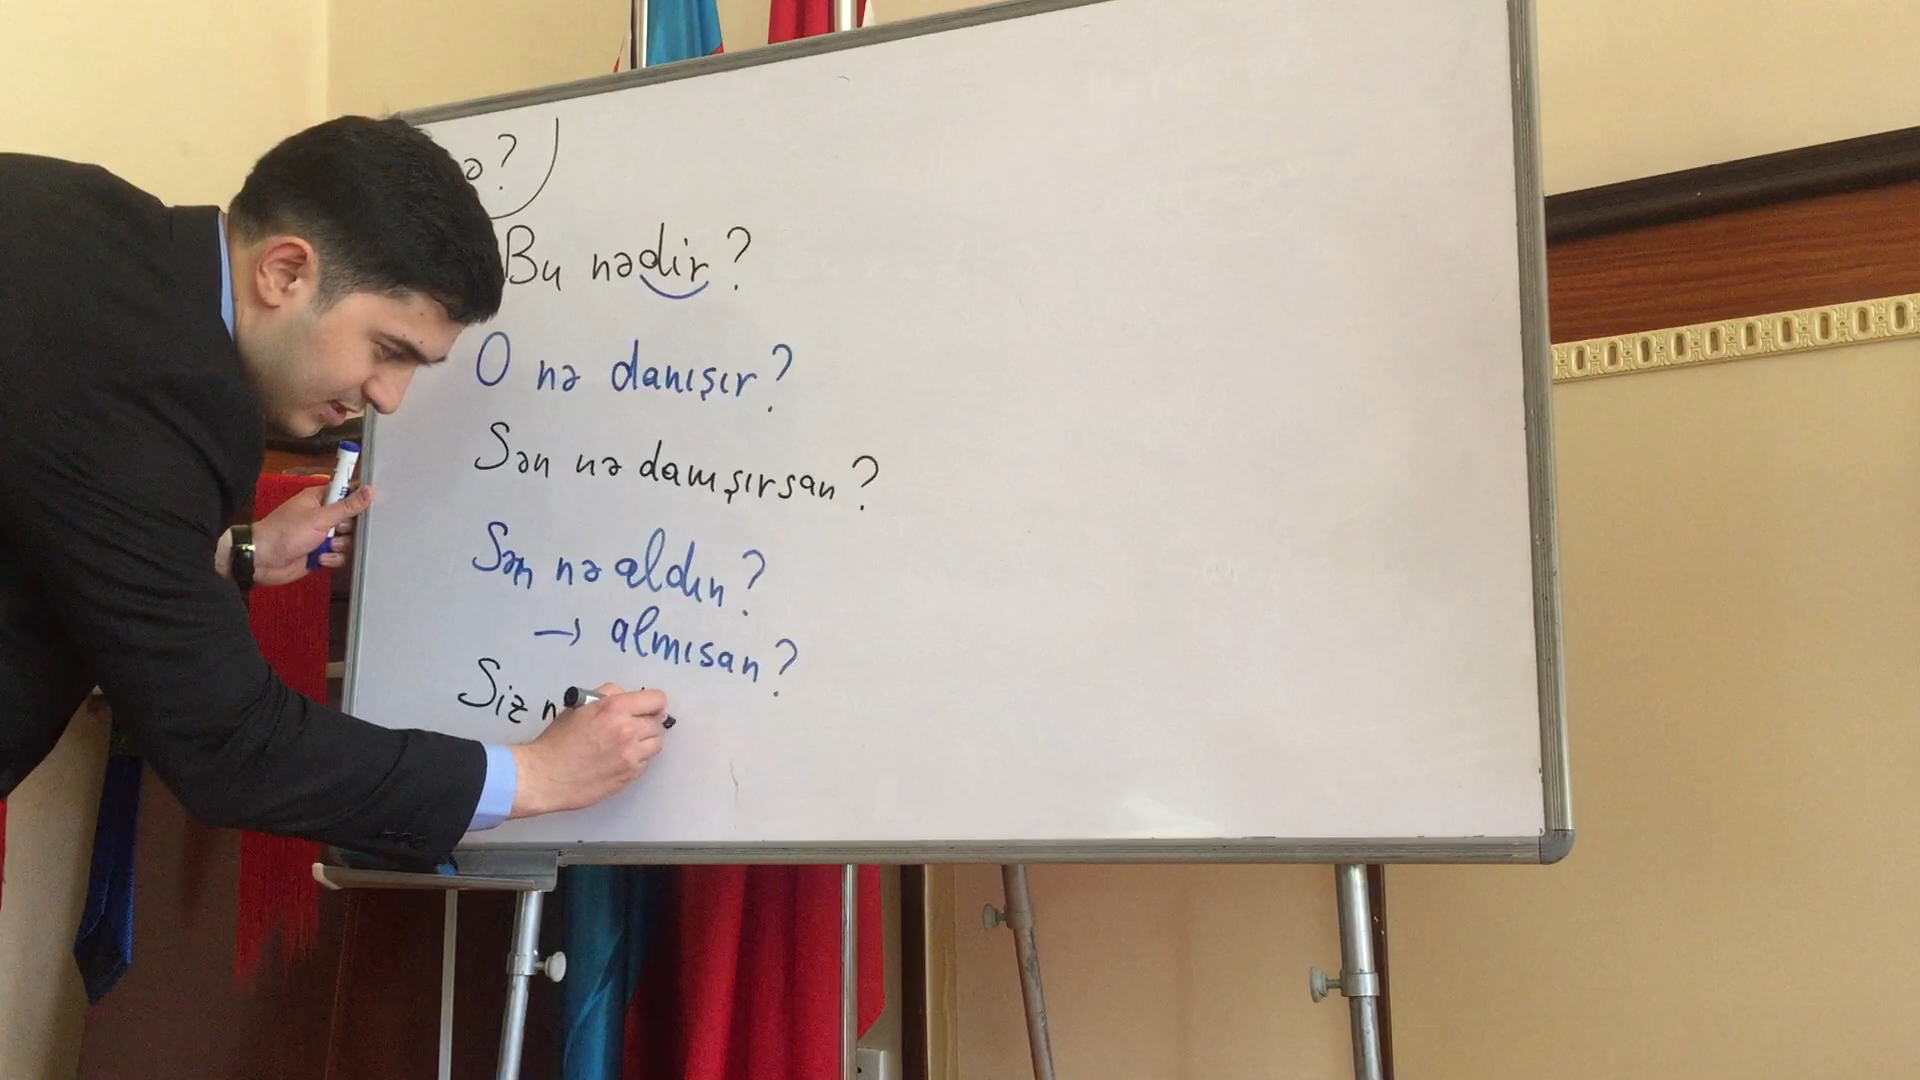 ə?
Bu nədir?
O nə danışır?
Sən nə danışırsan?
Sən nə aldın?
→ almısan?
Siz